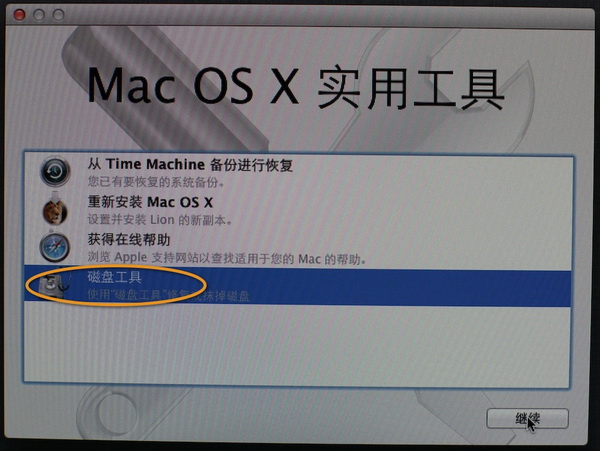 Mac OS X 实用工具
从 Time Machine 备份进行恢复
您已有要恢复的系统备份。
重新安装 Mac OS X
设置并安装 Lion 的新副本。
获得在线帮助
浏览 Apple 支持网站以查找适用于您的 Mac 的帮助。
磁盘工具
使用“磁盘工具”修复或抹掉磁盘
继续